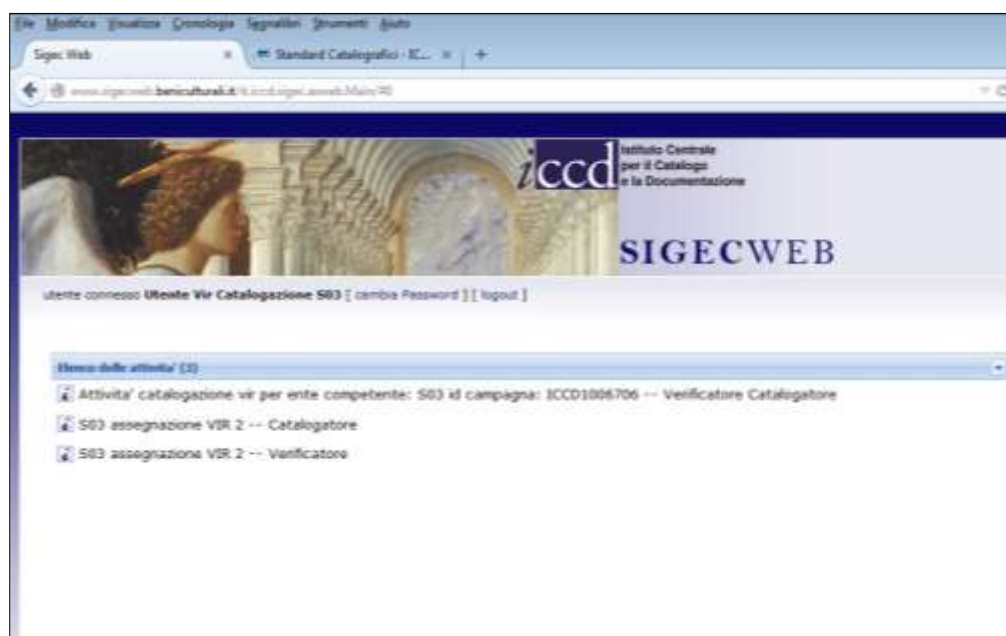 File Modifica Visualizza Cronologia Segnalibri Strumenti Aiuto
Sigec Web
Standard Catalografici - IC...
beniculturali.it
iccd
Istituto Centrale
per il Catalogo
e la Documentazione
SIGECWEB
utente connesso Utente Vir Catalogazione S03 [ cambia Password ] [ logout ]
Elenco delle attivita' (3)
Attivita' catalogazione vir per ente competente: S03 id campagna: ICCD1006706 -- Verificatore Catalogatore
S03 assegnazione VIR 2 -- Catalogatore
S03 assegnazione VIR 2 -- Verificatore